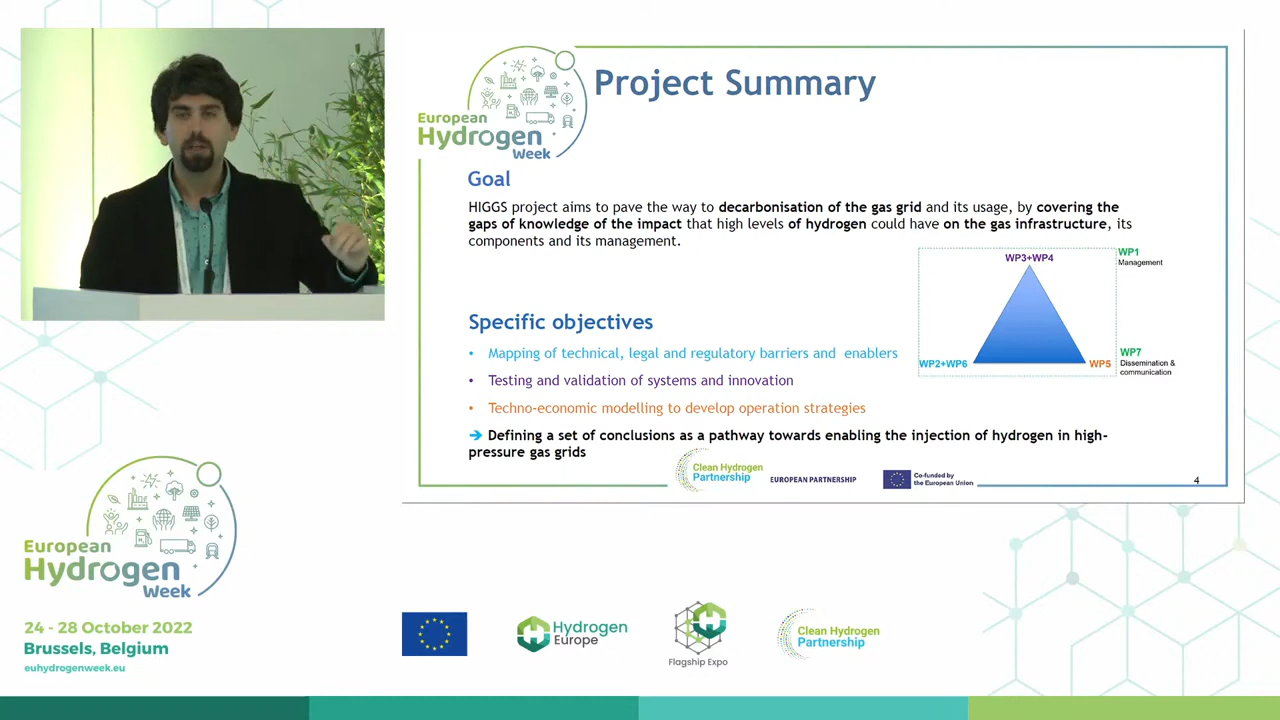 Project Summary
European
Hydrogen
Week
Goal
HIGGS project aims to pave the way to decarbonisation of the gas grid and its usage, by covering the
gaps of knowledge of the impact that high levels of hydrogen could have on the gas infrastructure, its
components and its management.
WP3+WP4
WP1
Management
WP2+WP6
WP5
WP7
Dissemination &
communication
Specific objectives
• Mapping of technical, legal and regulatory barriers and enablers
• Testing and validation of systems and innovation
• Techno-economic modelling to develop operation strategies
➔ Defining a set of conclusions as a pathway towards enabling the injection of hydrogen in high-
pressure gas grids
Clean Hydrogen
Partnership
EUROPEAN PARTNERSHIP
Co-funded by
the European Union
4
European
Hydrogen
Week
24 - 28 October 2022
Brussels, Belgium
euhydrogenweek.eu
Hydrogen
Europe
Flagship Expo
Clean Hydrogen
Partnership